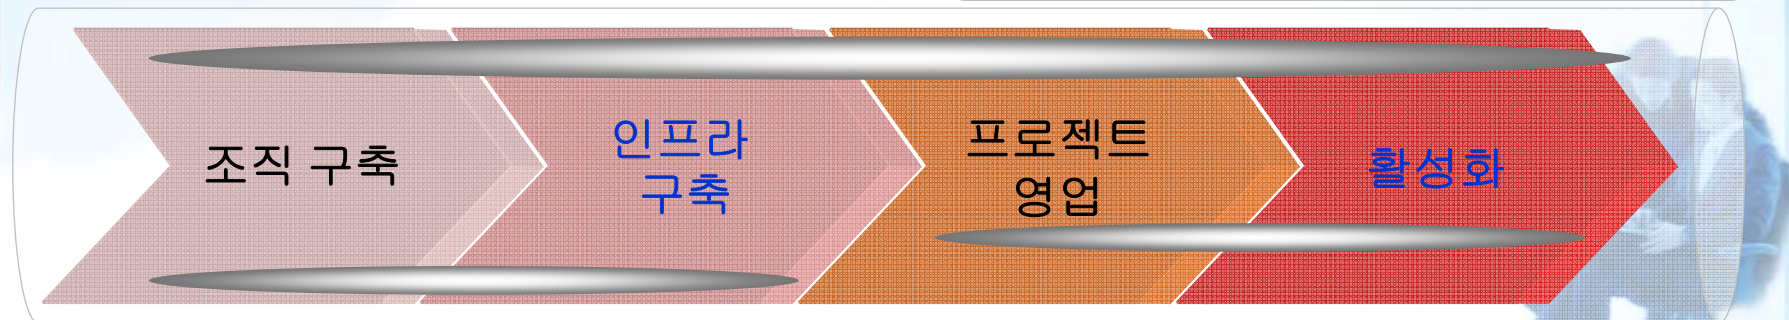 조직 구축
인프라
구축
프로젝트
영업
활성화